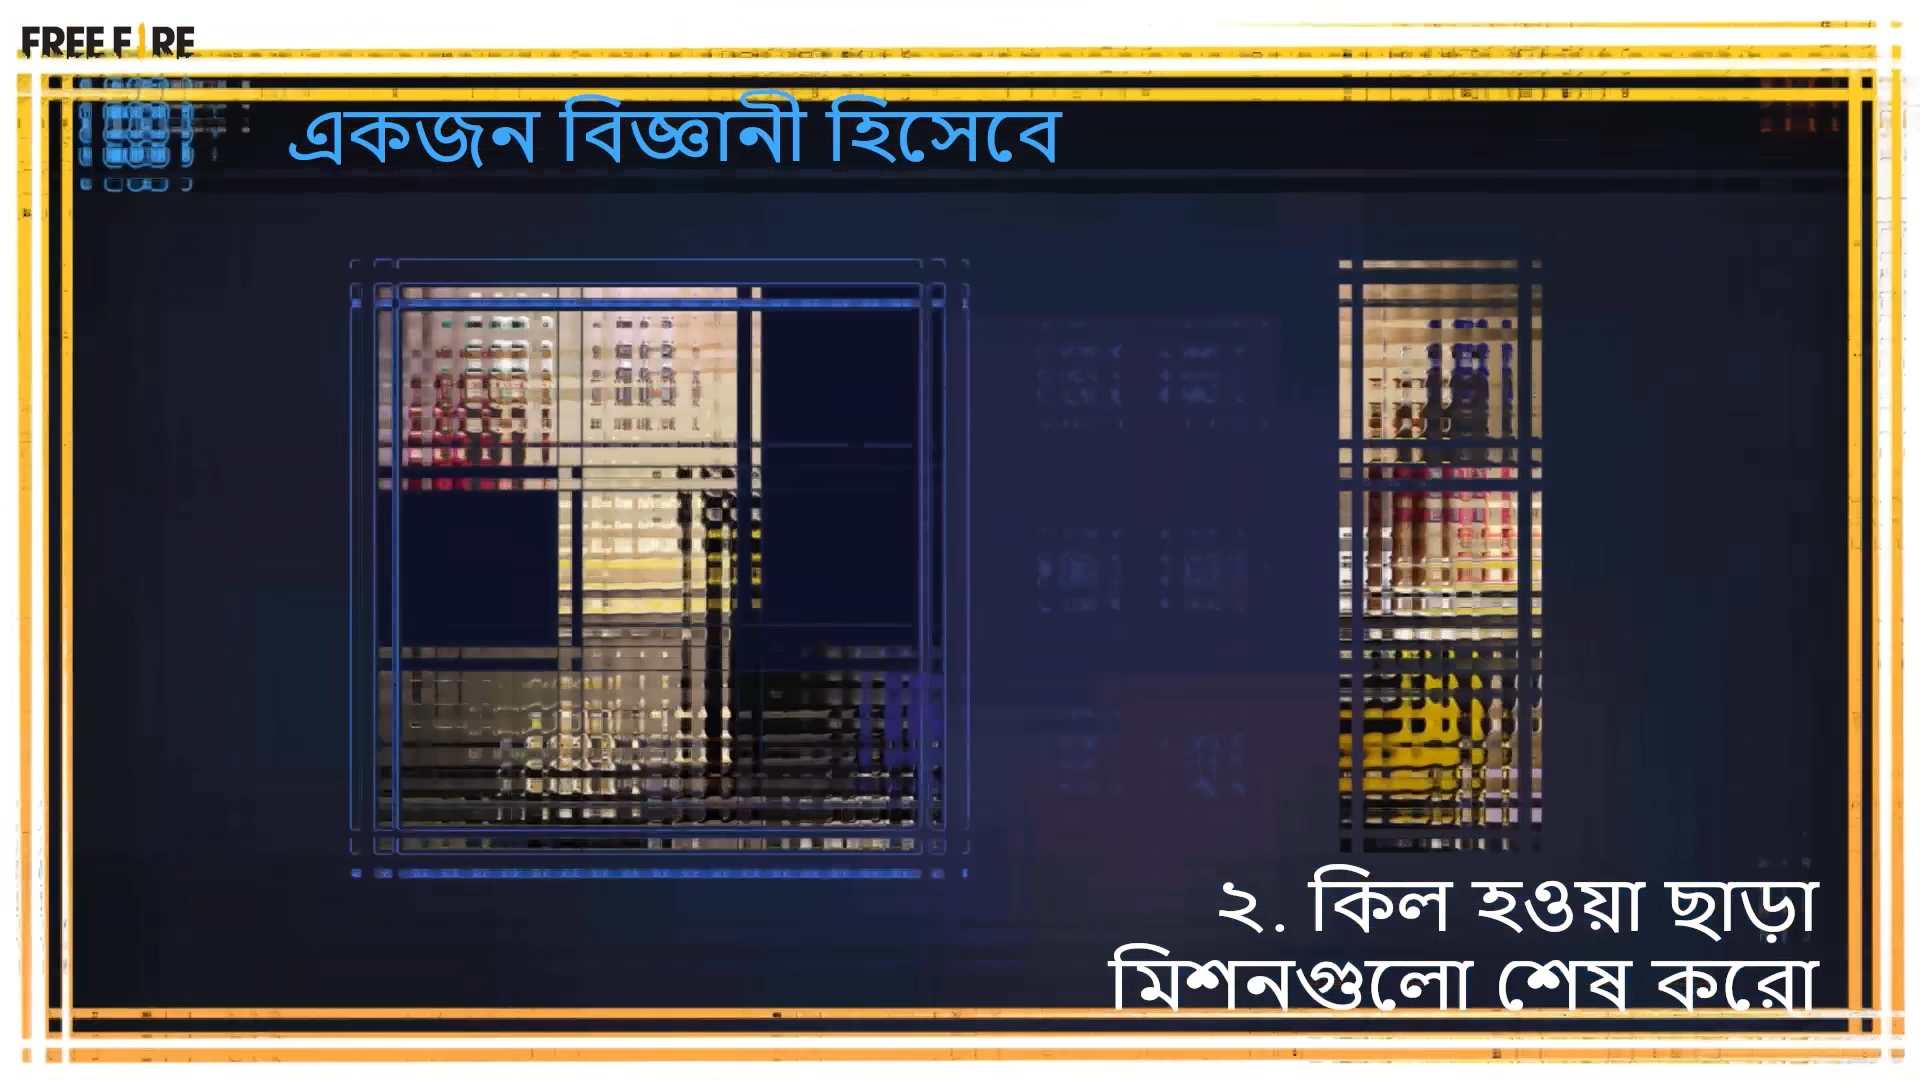 FREE FIRE
একজন বিজ্ঞানী হিসেবে
২. কিল হওয়া ছাড়া
মিশনগুলো শেষ করো